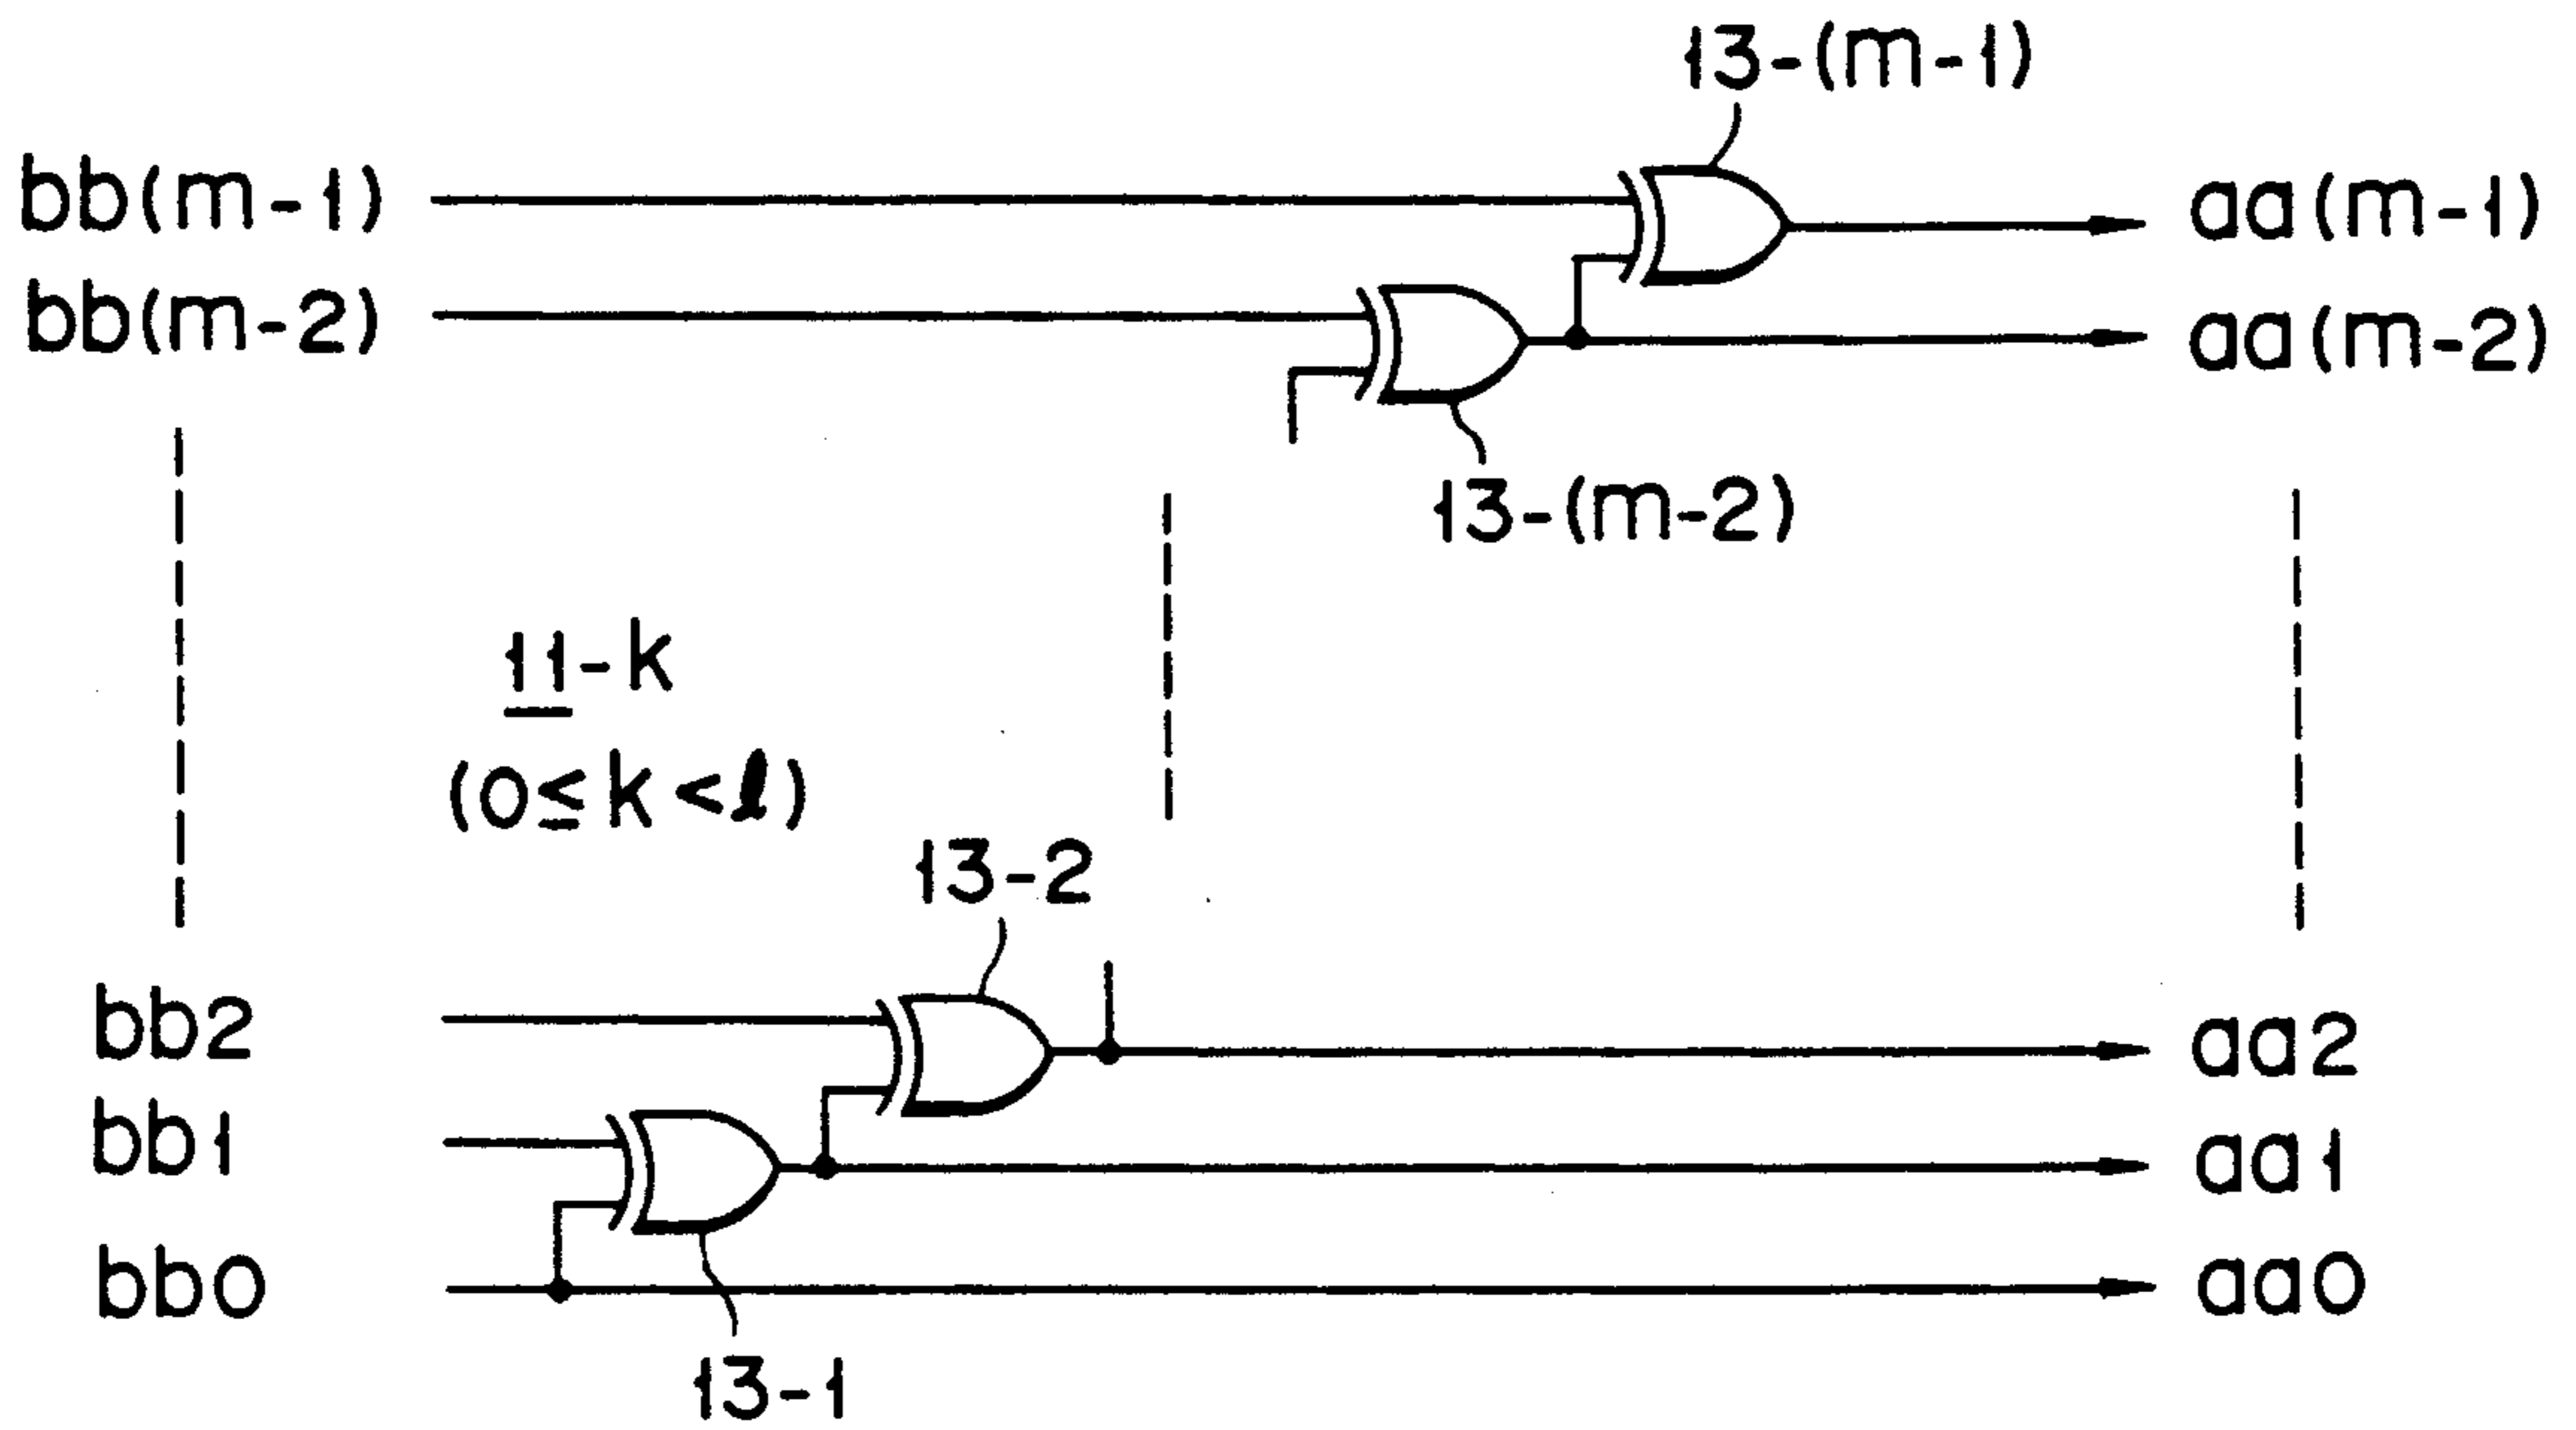 13-(m-1)
bb(m-1) aa(m-1)
bb(m-2) aa(m-2)
13-(m-2)
11-k
(0≤k<l)
13-2
bb2 aa2
bb1 aa1
bb0 aa0
13-1